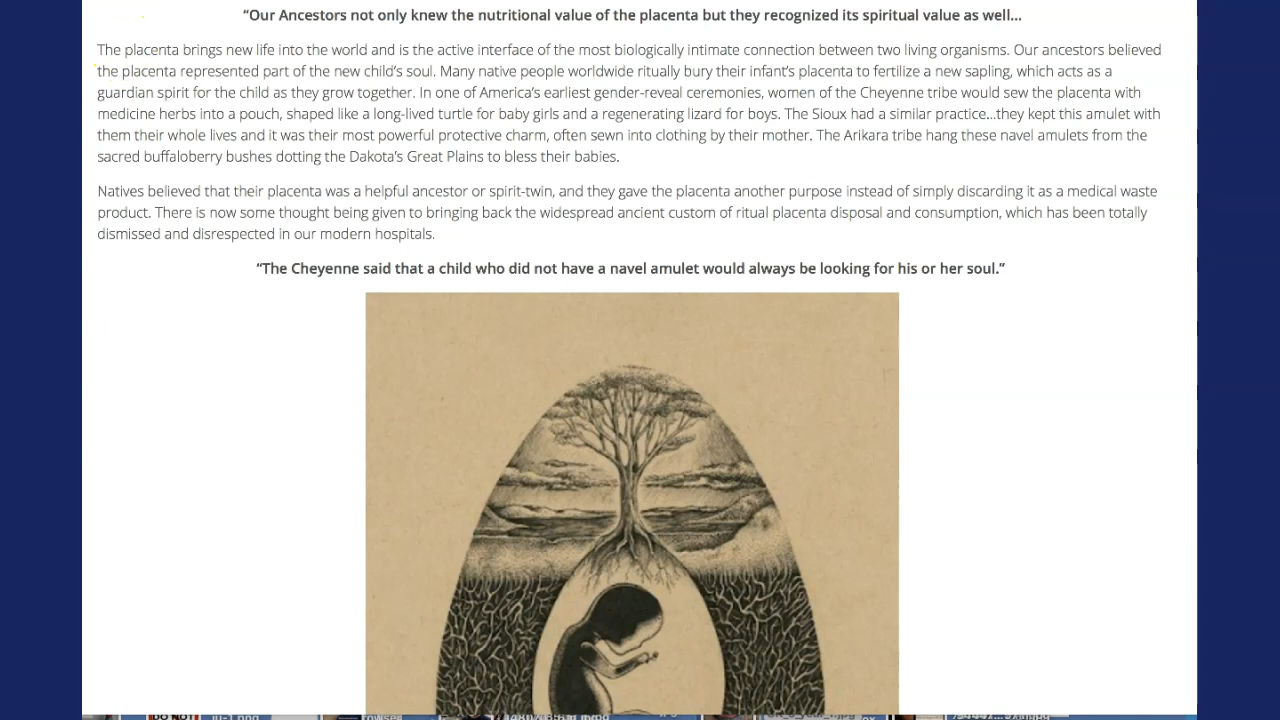 “Our Ancestors not only knew the nutritional value of the placenta but they recognized its spiritual value as well...
The placenta brings new life into the world and is the active interface of the most biologically intimate connection between two living organisms. Our ancestors believed
the placenta represented part of the new child’s soul. Many native people worldwide ritually bury their infant’s placenta to fertilize a new sapling, which acts as a
guardian spirit for the child as they grow together. In one of America’s earliest gender-reveal ceremonies, women of the Cheyenne tribe would sew the placenta with
medicine herbs into a pouch, shaped like a long-lived turtle for baby girls and a regenerating lizard for boys. The Sioux had a similar practice...they kept this amulet with
them their whole lives and it was their most powerful protective charm, often sewn into clothing by their mother. The Arikara tribe hang these navel amulets from the
sacred buffaloberry bushes dotting the Dakota’s Great Plains to bless their babies.
Natives believed that their placenta was a helpful ancestor or spirit-twin, and they gave the placenta another purpose instead of simply discarding it as a medical waste
product. There is now some thought being given to bringing back the widespread ancient custom of ritual placenta disposal and consumption, which has been totally
dismissed and disrespected in our modern hospitals.
“The Cheyenne said that a child who did not have a navel amulet would always be looking for his or her soul.”
DO NOT